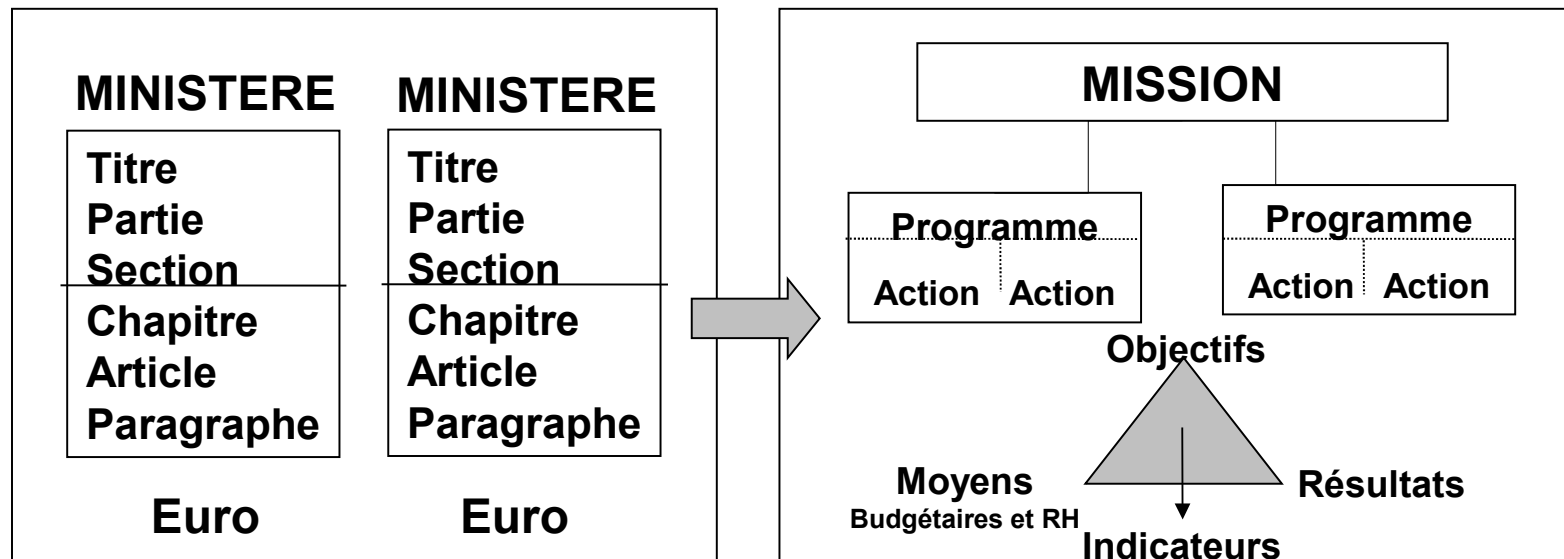 MINISTERE
Titre
Partie
Section
Chapitre
Article
Paragraphe
Euro
MINISTERE
Titre
Partie
Section
Chapitre
Article
Paragraphe
Euro
MISSION
Programme
Action Action
Programme
Action Action
Objectifs
Moyens
Budgétaires et RH
Résultats
Indicateurs